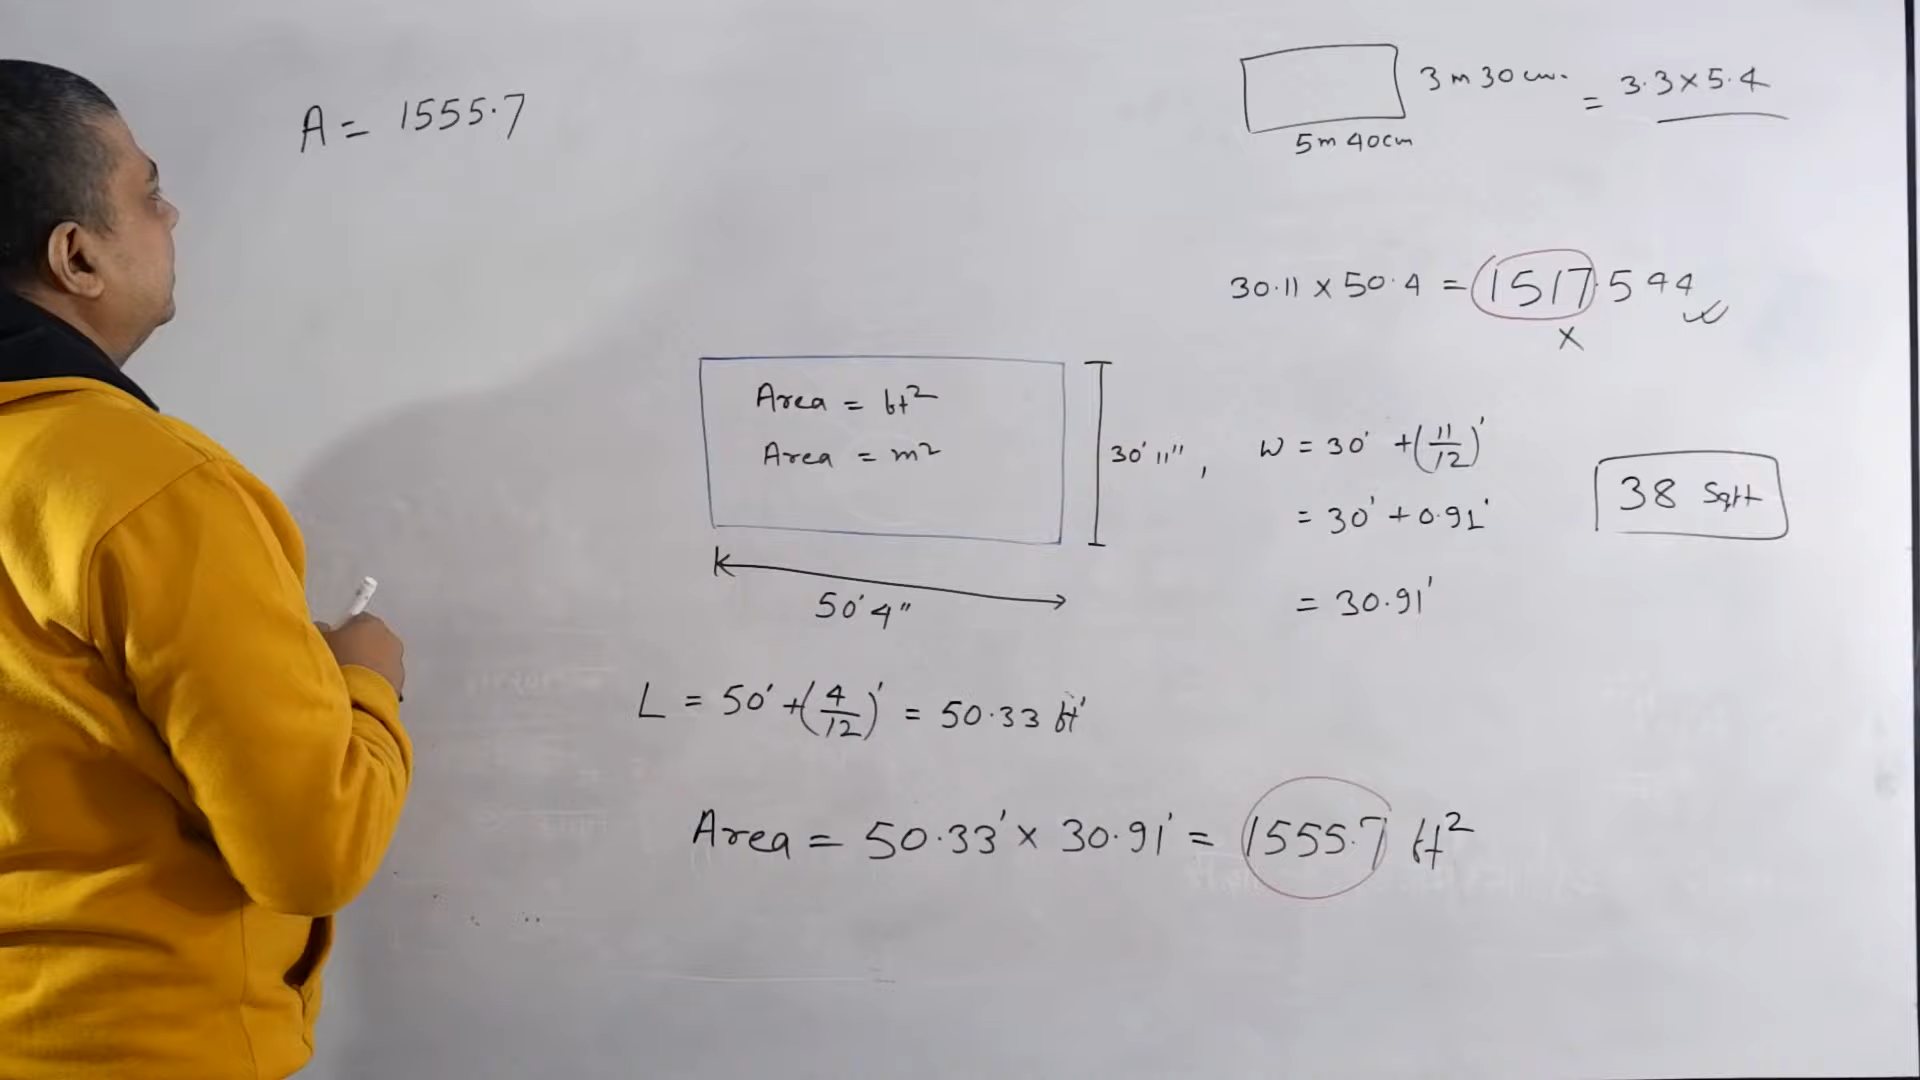 A = 1555.7
3 m 30 cm. = 3.3 x 5.4
5 m 40 cm
30.11 x 50.4 = 1517.544
x
Area = ft²
Area = m²
30' 11" ,
50' 4"
W = 30' + (11/12)'
= 30' + 0.91'
= 30.91'
38 Sqft
L = 50' + (4/12)' = 50.33 ft'
Area = 50.33' x 30.91' = 1555.7 ft²